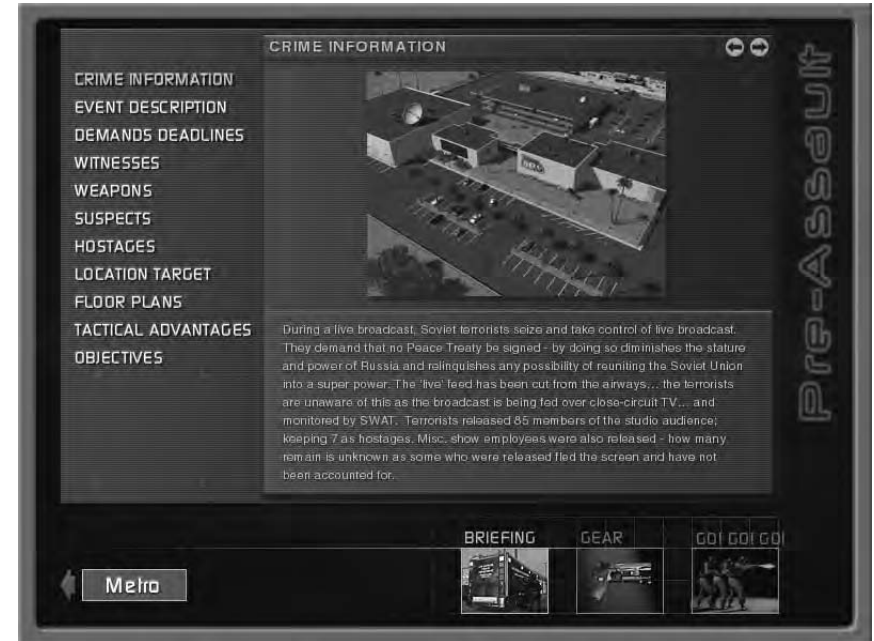 CRIME INFORMATION
CRIME INFORMATION
EVENT DESCRIPTION
DEMANDS DEADLINES
WITNESSES
WEAPONS
SUSPECTS
HOSTAGES
LOCATION TARGET
FLOOR PLANS
TACTICAL ADVANTAGES
OBJECTIVES
During a live broadcast, Soviet terrorists seize and take control of live broadcast.
They demand that no Peace Treaty be signed - by doing so diminishes the stature
and power of Russia and relinquishes any possibility of reuniting the Soviet Union
into a super power. The 'live' feed has been cut from the airways... the terrorists
are unaware of this as the broadcast is being fed over close-circuit TV... and
monitored by SWAT. Terrorists released 85 members of the studio audience;
keeping 7 as hostages. Misc. show employees were also released - how many
remain is unknown as some who were released fled the screen and have not
been accounted for.
Pre-Assault
BRIEFING
GEAR
GO! GO! GO!
Metro